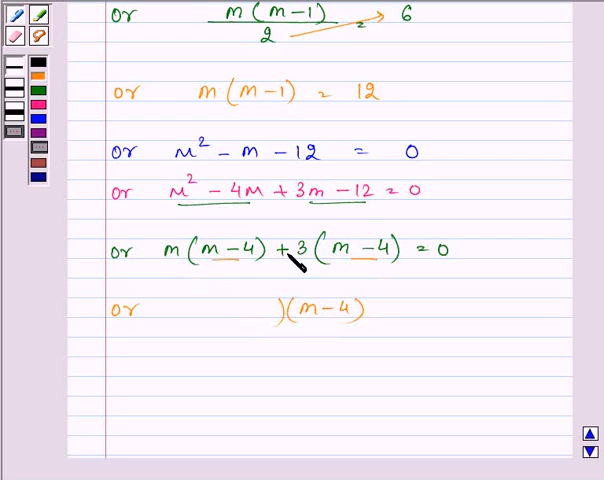 or m(m-1)/2 = 6
or m(m-1) = 12
or m² - m - 12 = 0
or m² - 4m + 3m - 12 = 0
or m(m-4) + 3(m-4) = 0
or )(m-4)